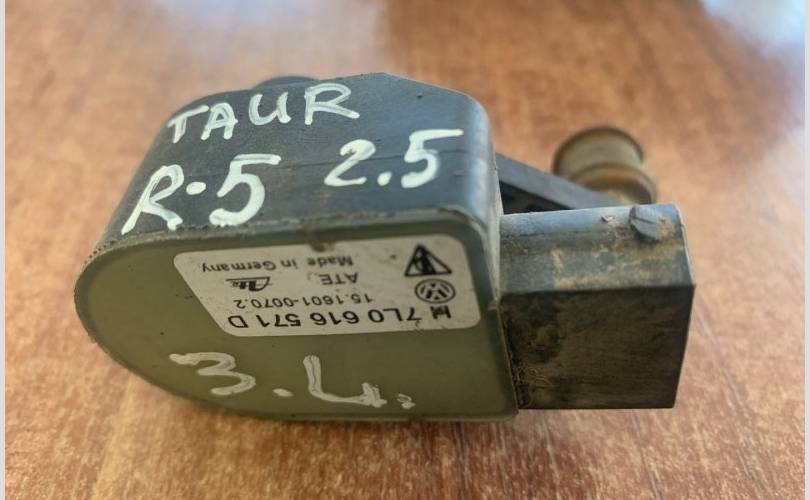 TAUR
R-5 2.5
7L0 616 571 D
15.1601-0070.2
ATE
Made in Germany
3.4.